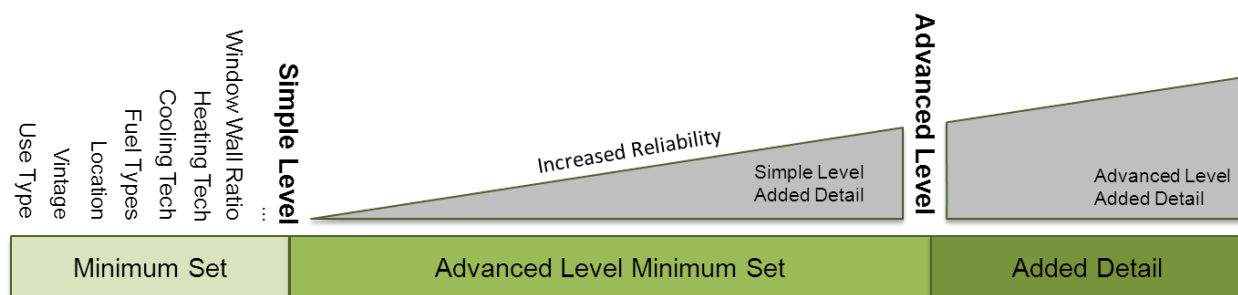 Use Type
Vintage
Location
Fuel Types
Cooling Tech
Heating Tech
Window Wall Ratio
...
Simple Level
Increased Reliability
Simple Level
Added Detail
Advanced Level
Advanced Level
Added Detail
Minimum Set
Advanced Level Minimum Set
Added Detail